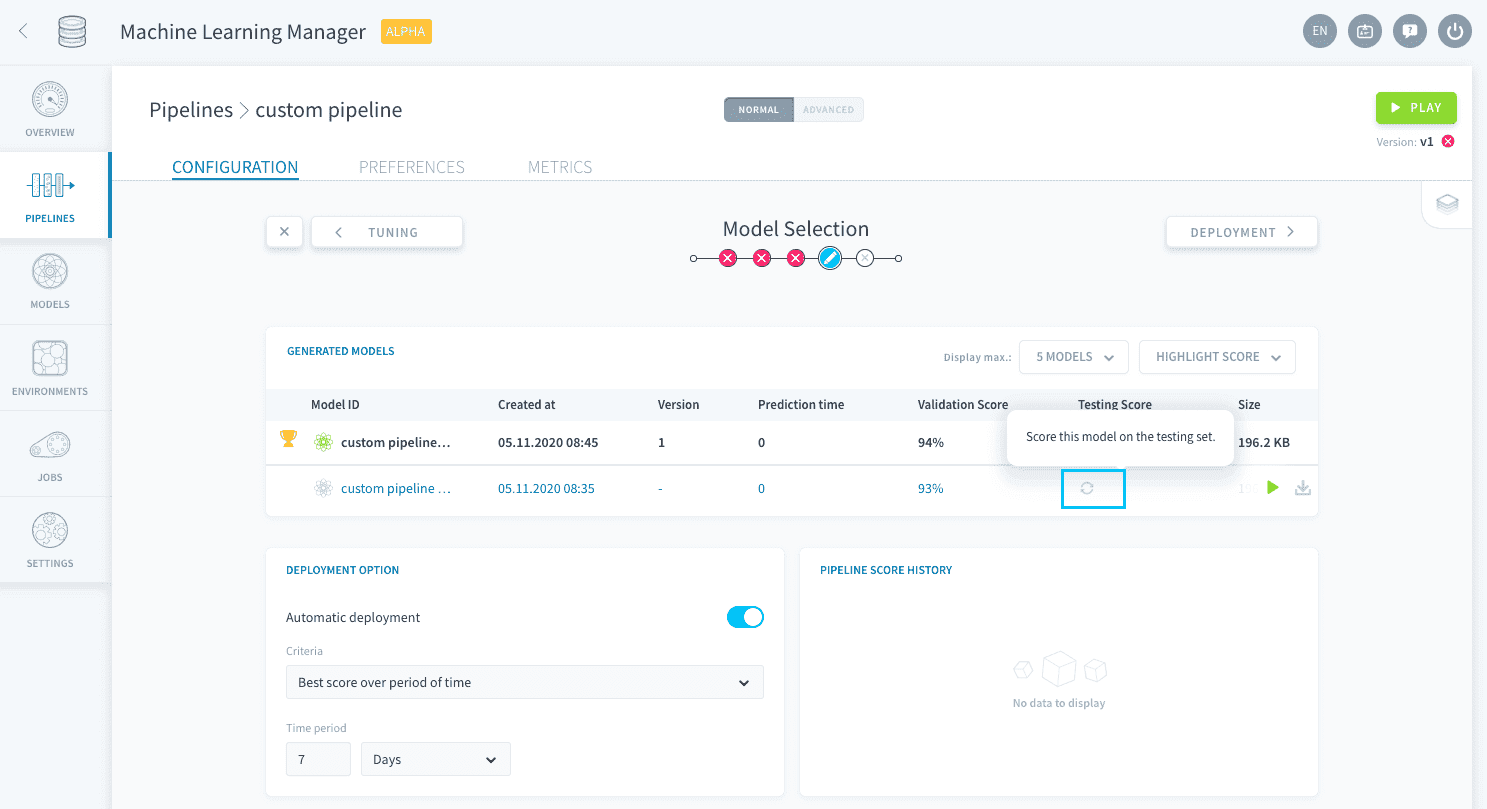 Machine Learning Manager ALPHA EN
OVERVIEW
PIPELINES
MODELS
ENVIRONMENTS
JOBS
SETTINGS
Pipelines > custom pipeline
NORMAL ADVANCED
PLAY
Version: v1
CONFIGURATION PREFERENCES METRICS
TUNING
Model Selection
DEPLOYMENT
GENERATED MODELS
Display max.: 5 MODELS HIGHLIGHT SCORE
Model ID Created at Version Prediction time Validation Score Testing Score Size
custom pipeline... 05.11.2020 08:45 1 0 94% 196.2 KB
Score this model on the testing set.
custom pipeline ... 05.11.2020 08:35 - 0 93%
DEPLOYMENT OPTION
Automatic deployment
Criteria
Best score over period of time
Time period
7 Days
PIPELINE SCORE HISTORY
No data to display